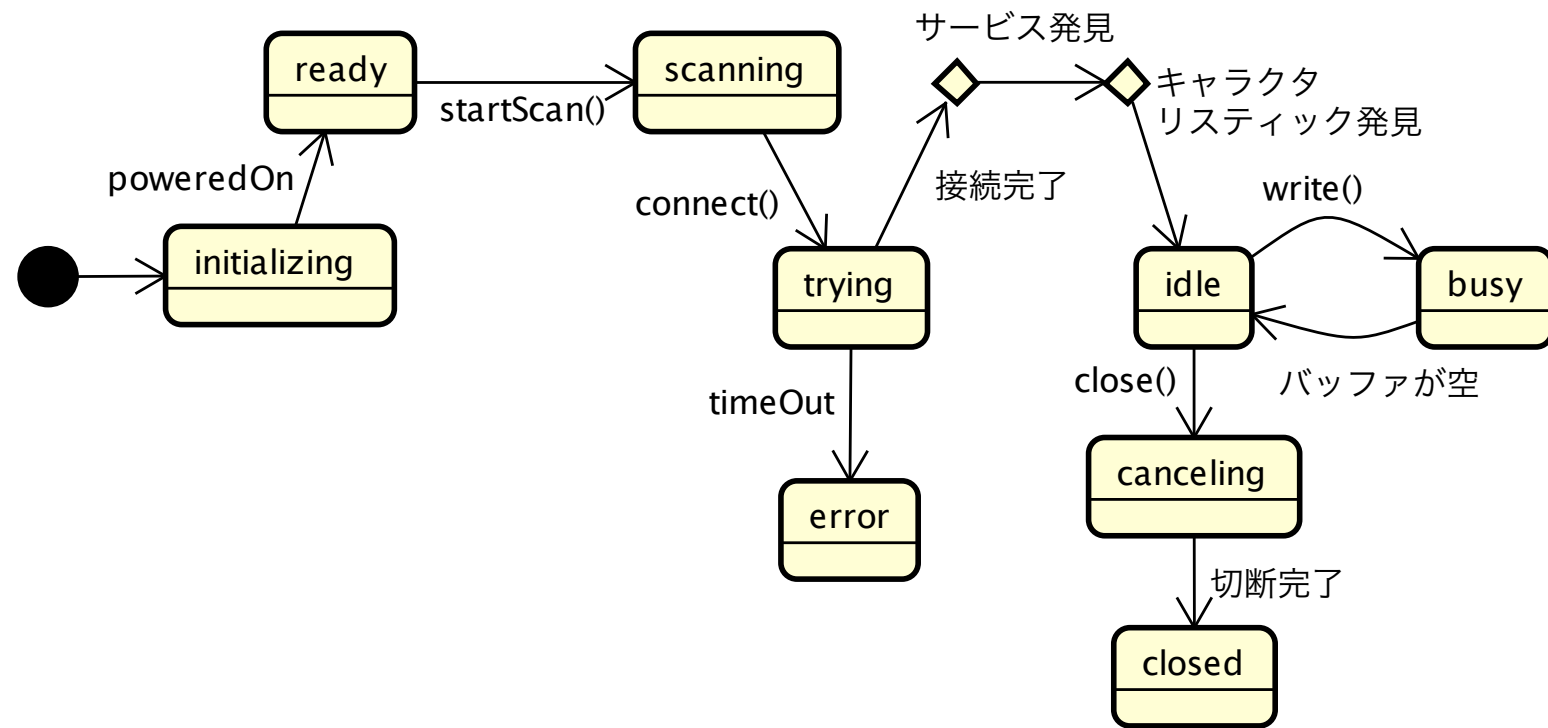 サービス発見
ready
scanning
キャラクタ
リスティック発見
startScan()
poweredOn
接続完了
write()
connect()
initializing
trying
idle
busy
timeOut
close()
バッファが空
canceling
error
切断完了
closed